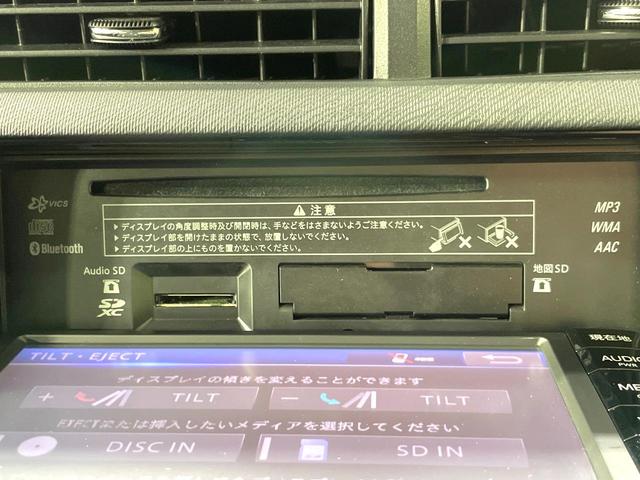 VICS
Bluetooth
注意
ディスプレイの角度調整時及び開閉時は、手などをはさまないようご注意ください。
ディスプレイ部を開けたままの状態で、放置しないでください。
ディスプレイ部の上にものを置かないでください。
MP3
WMA
AAC
Audio SD
SD
XC
地図SD
TILT・EJECT
現在地
AUDIO
PWR
ディスプレイの傾きを変えることができます
+ TILT
− TILT
EJECTまたは挿入したいメディアを選択してください
DISC IN
SD IN